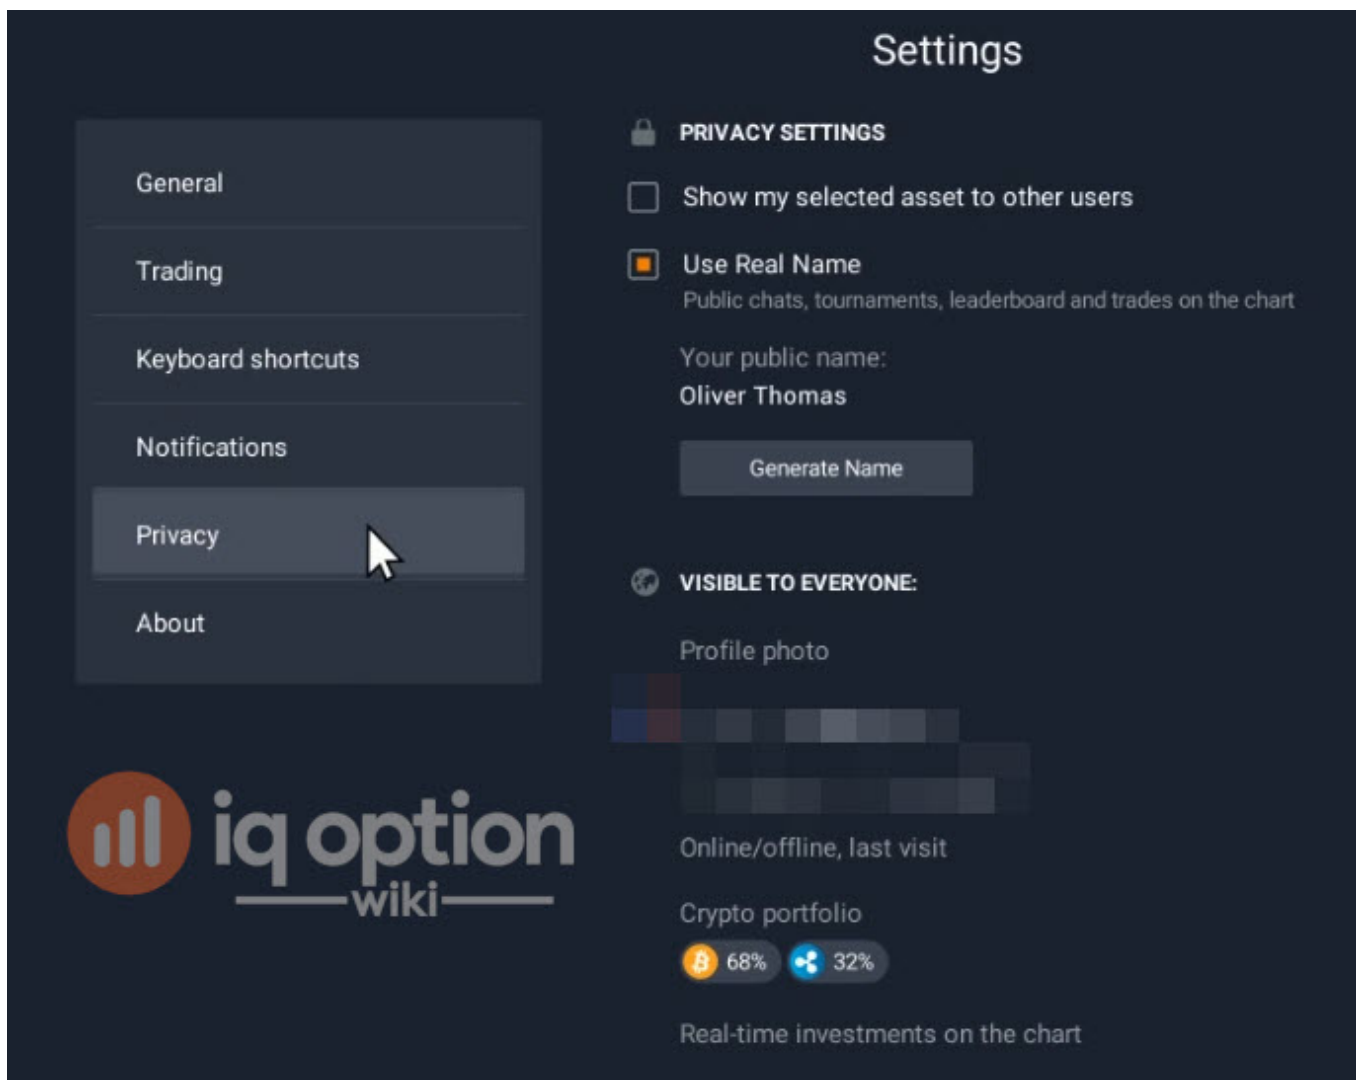 Settings
General
Trading
Keyboard shortcuts
Notifications
Privacy
About
PRIVACY SETTINGS
Show my selected asset to other users
Use Real Name
Public chats, tournaments, leaderboard and trades on the chart
Your public name:
Oliver Thomas
Generate Name
VISIBLE TO EVERYONE:
Profile photo
Online/offline, last visit
Crypto portfolio
68% 32%
Real-time investments on the chart
iq option
wiki